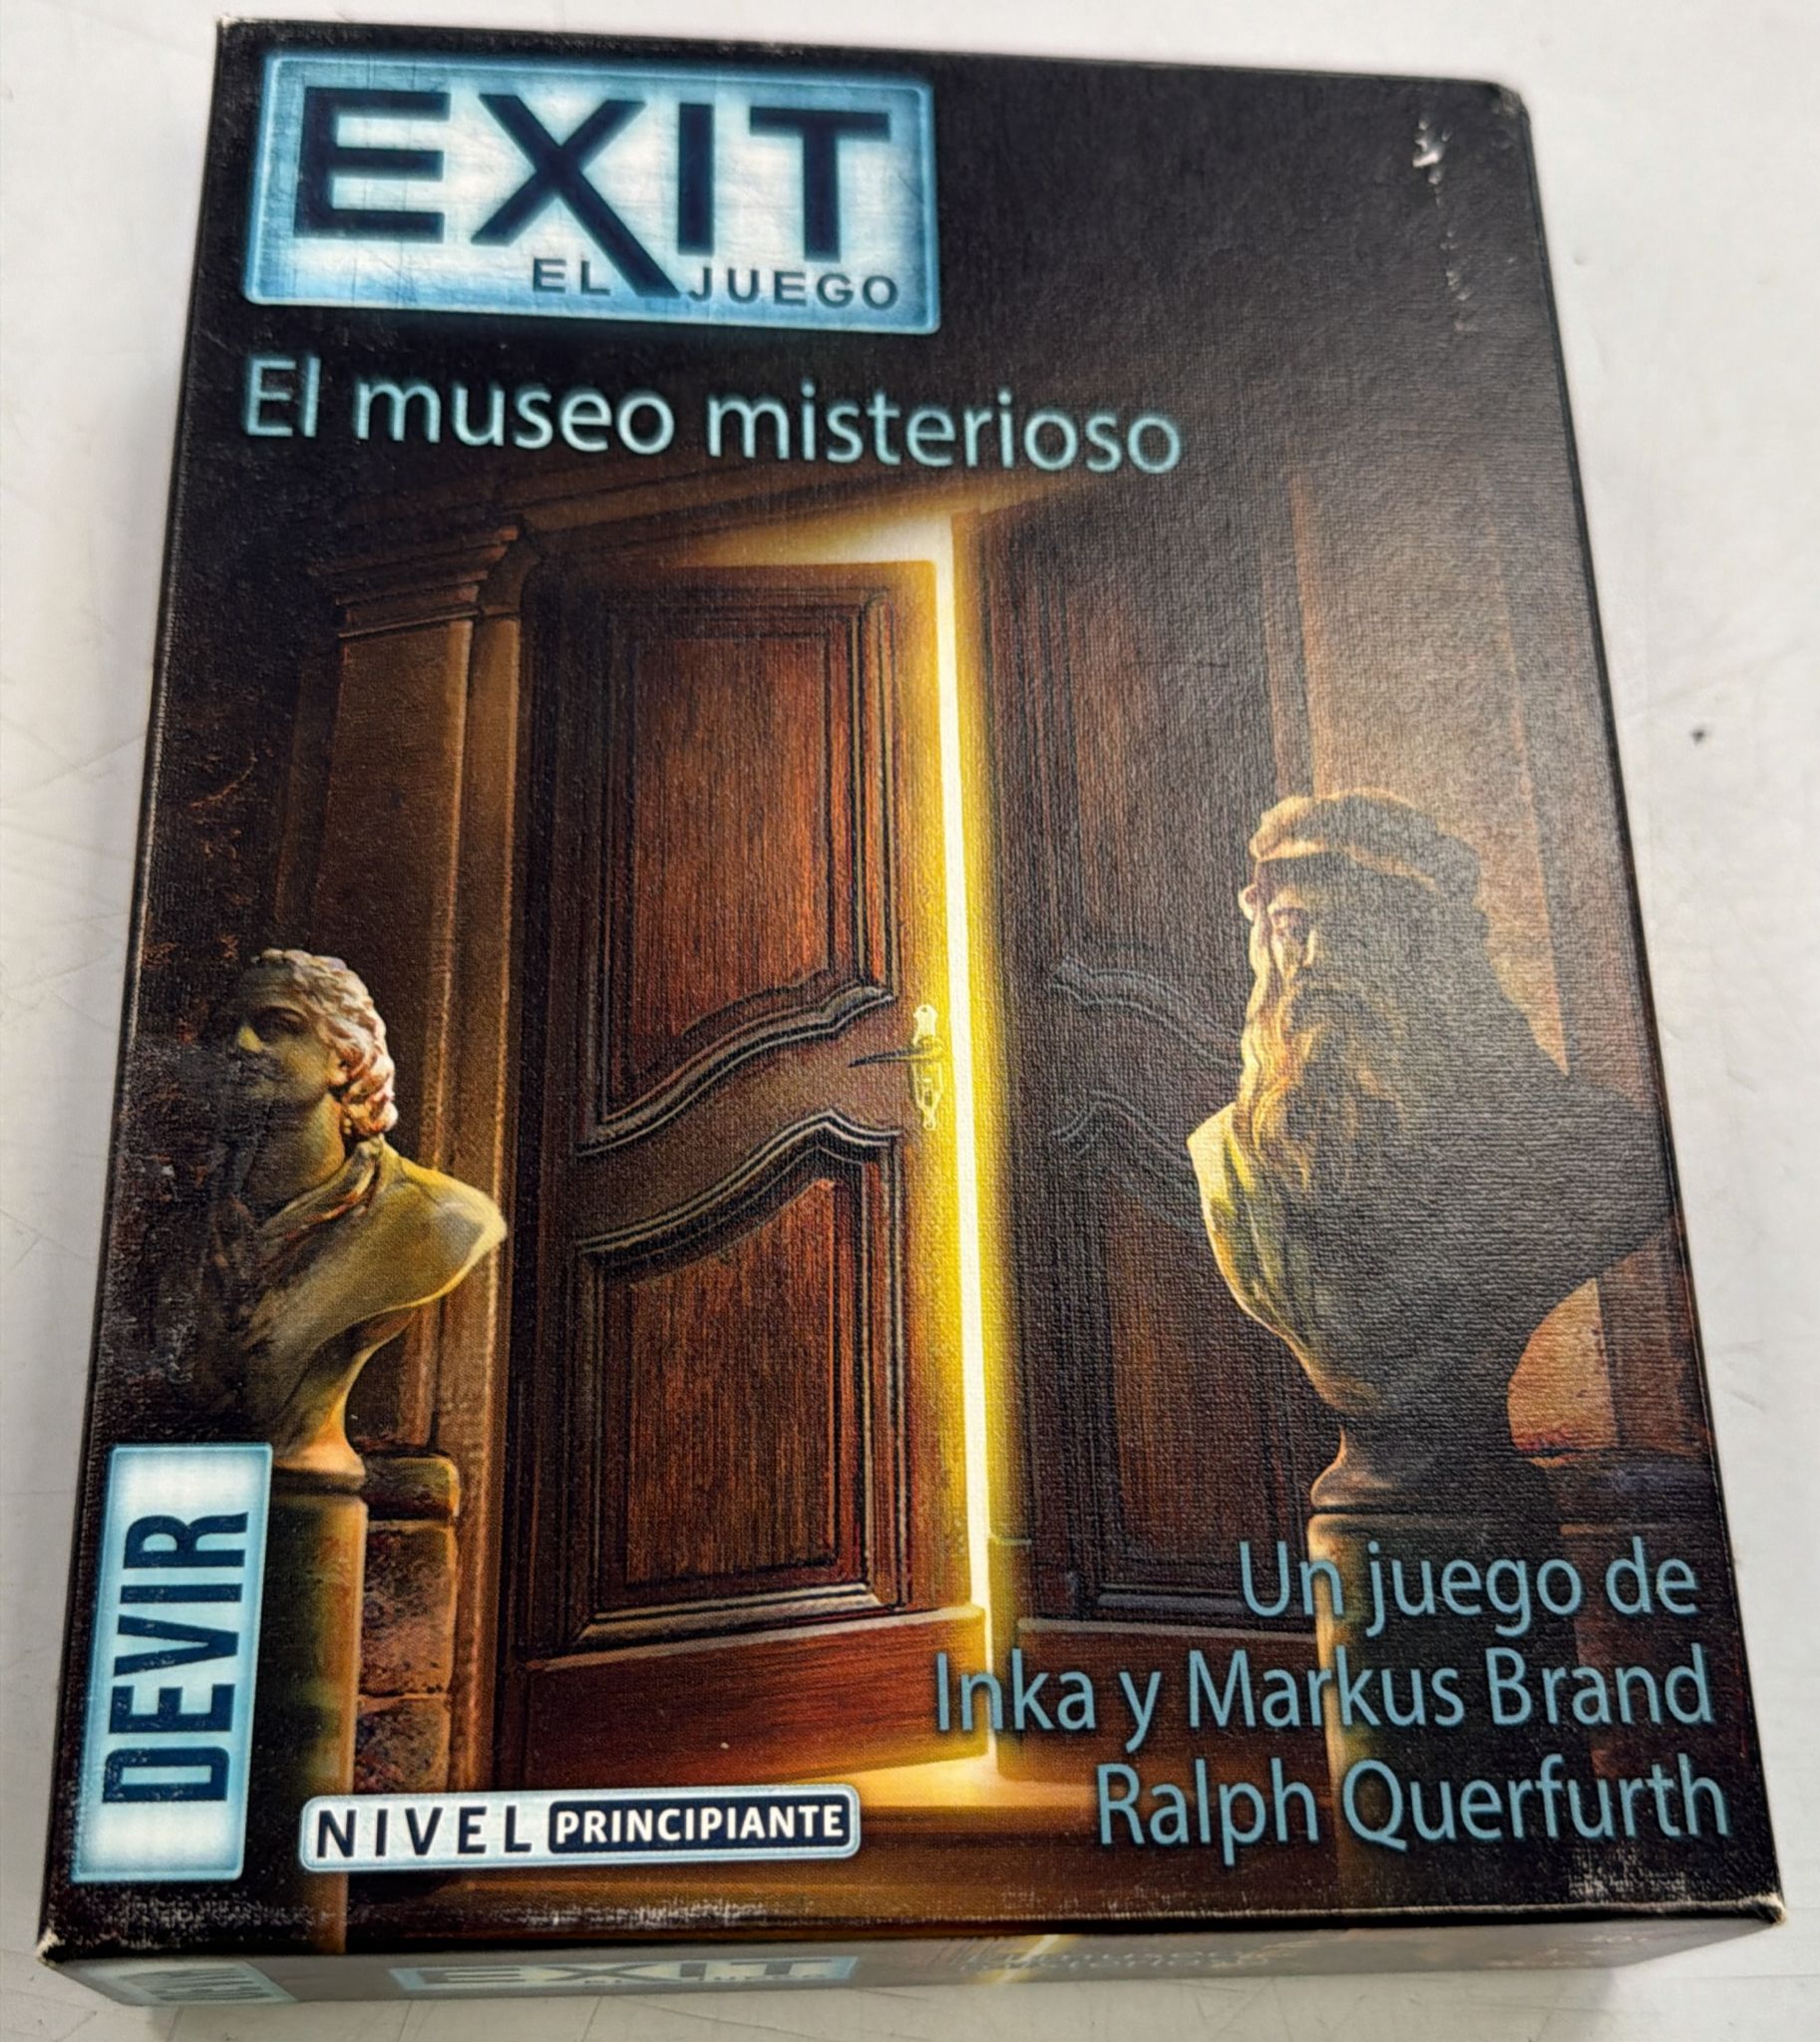 EXIT
EL JUEGO
El museo misterioso
DEVIR
NIVEL PRINCIPIANTE
Un juego de
Inka y Markus Brand
Ralph Querfurth
EXIT